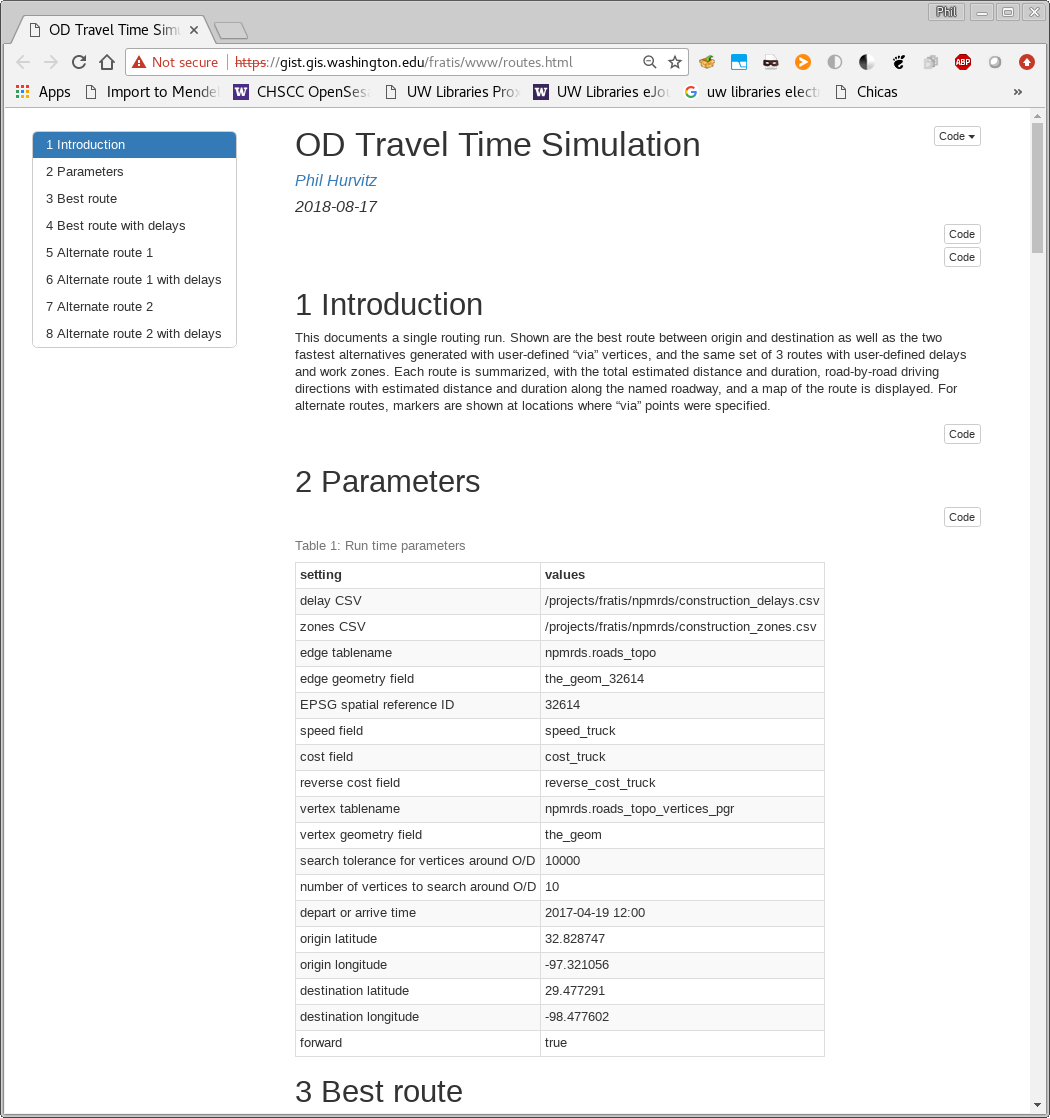 Phil
OD Travel Time Sim
Not secure https://gist.gis.washington.edu/fratis/www/routes.html
ABP
Apps Import to Mendel W CHSCC OpenSesa UW Libraries Prox W UW Libraries eJou G uw libraries electr Chicas »
1 Introduction
2 Parameters
3 Best route
4 Best route with delays
5 Alternate route 1
6 Alternate route 1 with delays
7 Alternate route 2
8 Alternate route 2 with delays
OD Travel Time Simulation
Code
Phil Hurvitz
2018-08-17
Code
Code
1 Introduction
This documents a single routing run. Shown are the best route between origin and destination as well as the two
fastest alternatives generated with user-defined “via” vertices, and the same set of 3 routes with user-defined delays
and work zones. Each route is summarized, with the total estimated distance and duration, road-by-road driving
directions with estimated distance and duration along the named roadway, and a map of the route is displayed. For
alternate routes, markers are shown at locations where “via” points were specified.
Code
2 Parameters
Code
Table 1: Run time parameters
setting values
delay CSV /projects/fratis/npmrds/construction_delays.csv
zones CSV /projects/fratis/npmrds/construction_zones.csv
edge tablename npmrds.roads_topo
edge geometry field the_geom_32614
EPSG spatial reference ID 32614
speed field speed_truck
cost field cost_truck
reverse cost field reverse_cost_truck
vertex tablename npmrds.roads_topo_vertices_pgr
vertex geometry field the_geom
search tolerance for vertices around O/D 10000
number of vertices to search around O/D 10
depart or arrive time 2017-04-19 12:00
origin latitude 32.828747
origin longitude -97.321056
destination latitude 29.477291
destination longitude -98.477602
forward true
3 Best route